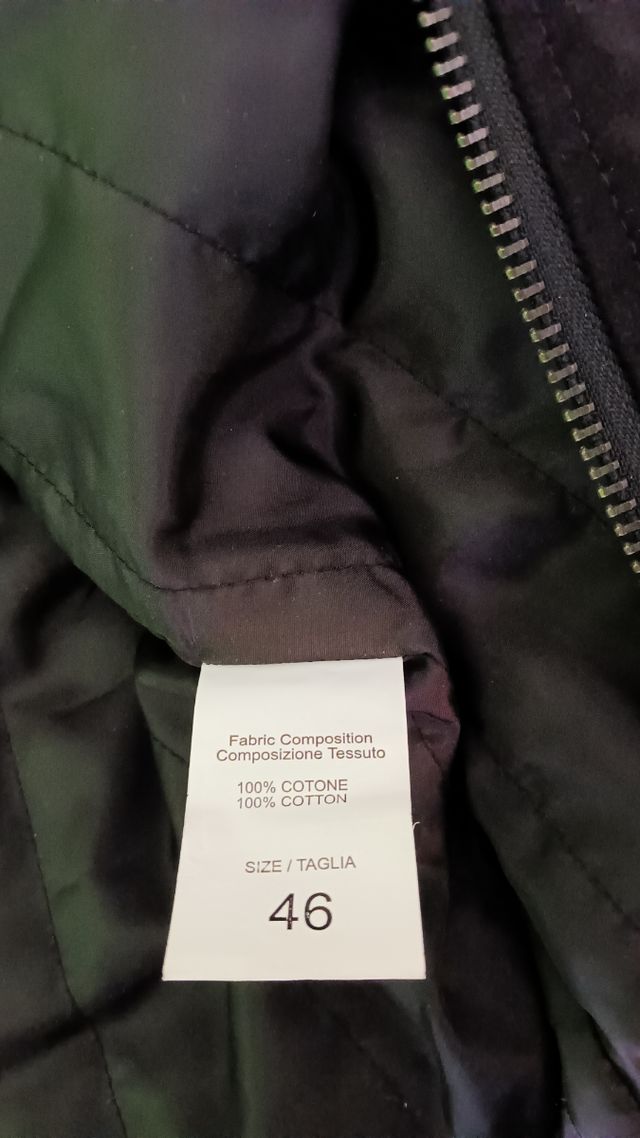 Fabric Composition
Composizione Tessuto
100% COTONE
100% COTTON
SIZE / TAGLIA
46